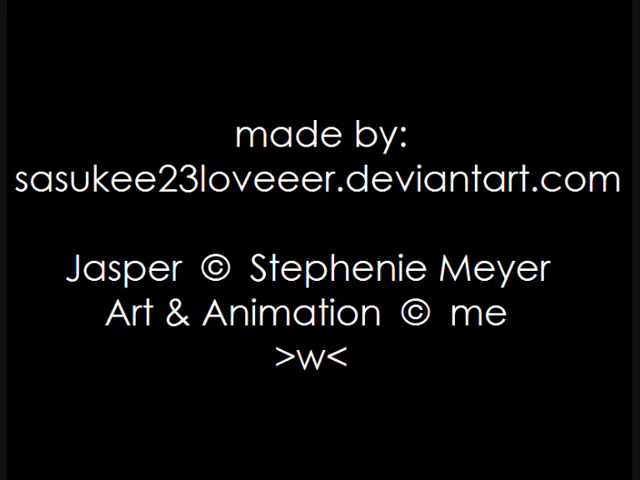 made by:
sasukee23loveeer.deviantart.com
Jasper © Stephenie Meyer
Art & Animation © me
>w<